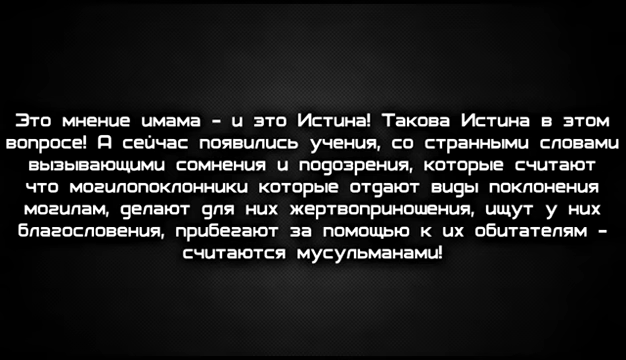 Это мнение имама - и это Истина! Такова Истина в этом
вопросе! А сейчас появились учения, со странными словами
вызывающими сомнения и подозрения, которые считают
что могилопоклонники которые отдают виды поклонения
могилам, делают для них жертвоприношения, ищут у них
благословения, прибегают за помощью к их обитателям -
считаются мусульманами!